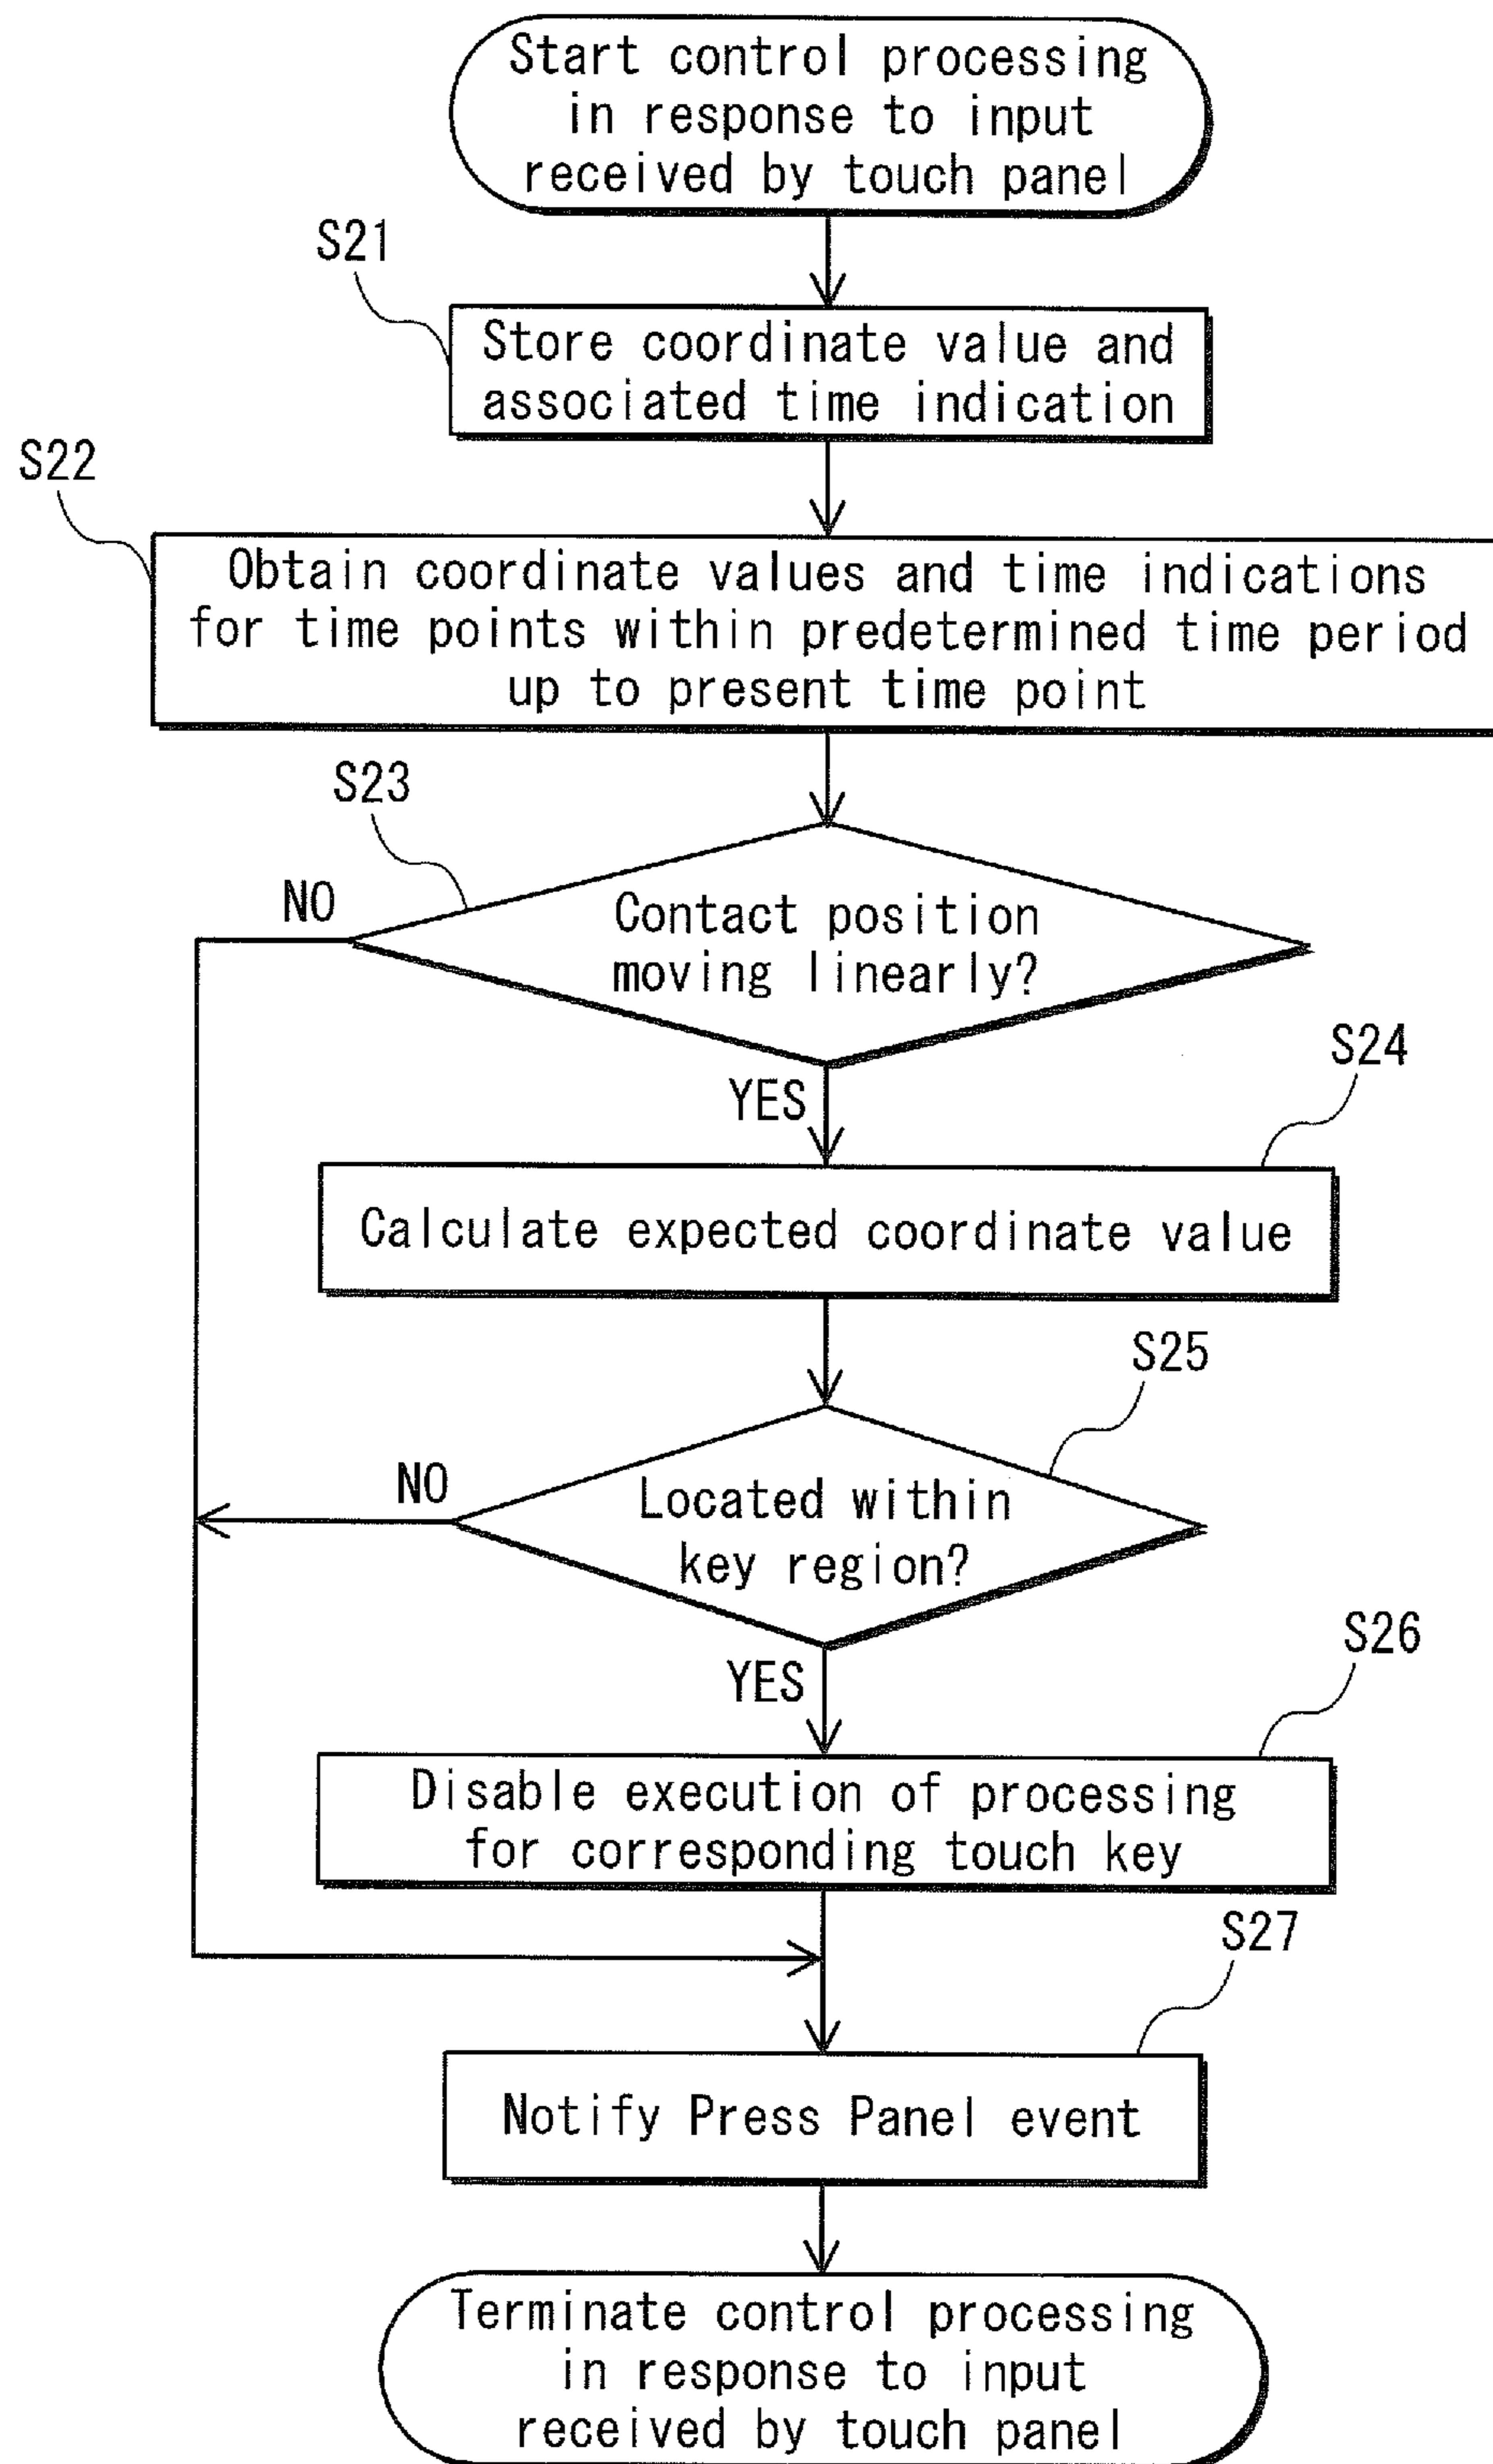 Start control processing
in response to input
received by touch panel
S21
Store coordinate value and
associated time indication
S22
Obtain coordinate values and time indications
for time points within predetermined time period
up to present time point
S23
NO
Contact position
moving linearly?
YES
S24
Calculate expected coordinate value
S25
NO
Located within
key region?
YES
S26
Disable execution of processing
for corresponding touch key
S27
Notify Press Panel event
Terminate control processing
in response to input
received by touch panel